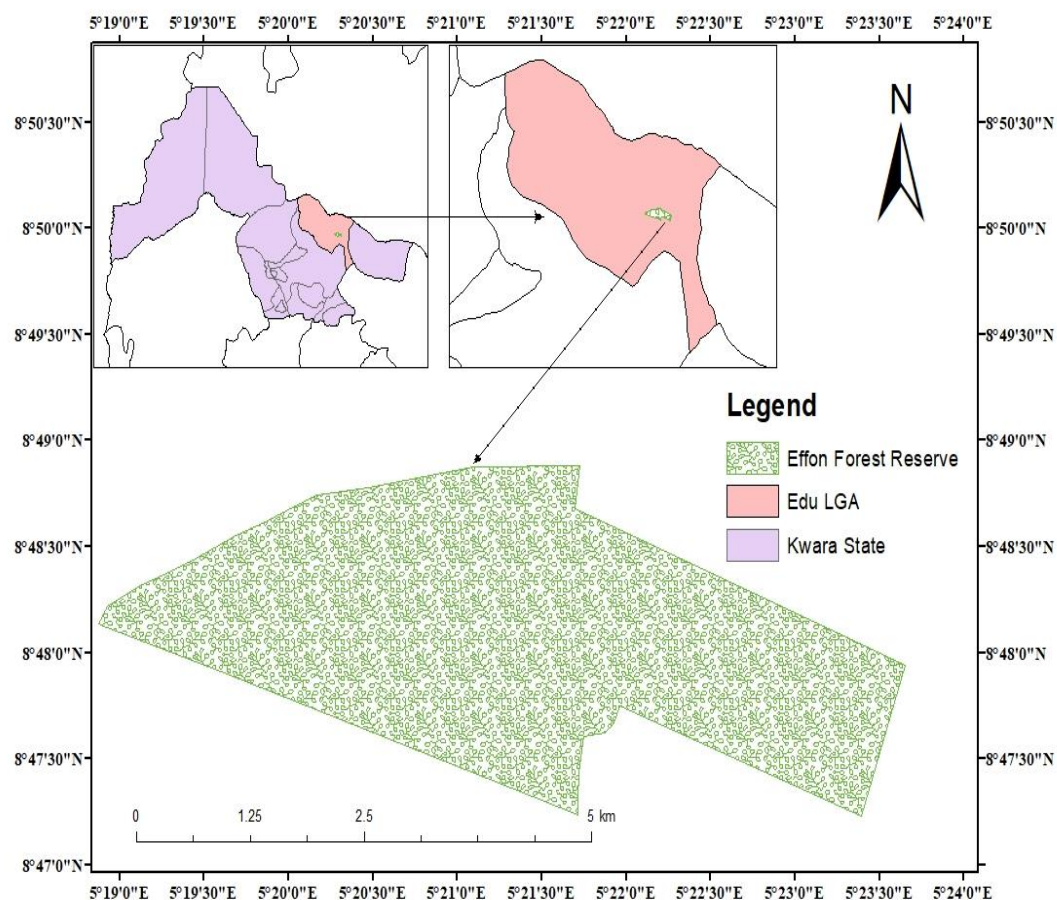 5°19'0"E 5°19'30"E 5°20'0"E 5°20'30"E 5°21'0"E 5°21'30"E 5°22'0"E 5°22'30"E 5°23'0"E 5°23'30"E 5°24'0"E
N
8°50'30"N 8°50'30"N
8°50'0"N 8°50'0"N
8°49'30"N 8°49'30"N
Legend
8°49'0"N 8°49'0"N
Effon Forest Reserve
Edu LGA
Kwara State
8°48'30"N 8°48'30"N
8°48'0"N 8°48'0"N
8°47'30"N 8°47'30"N
0 1.25 2.5 5 km
8°47'0"N 8°47'0"N
5°19'0"E 5°19'30"E 5°20'0"E 5°20'30"E 5°21'0"E 5°21'30"E 5°22'0"E 5°22'30"E 5°23'0"E 5°23'30"E 5°24'0"E